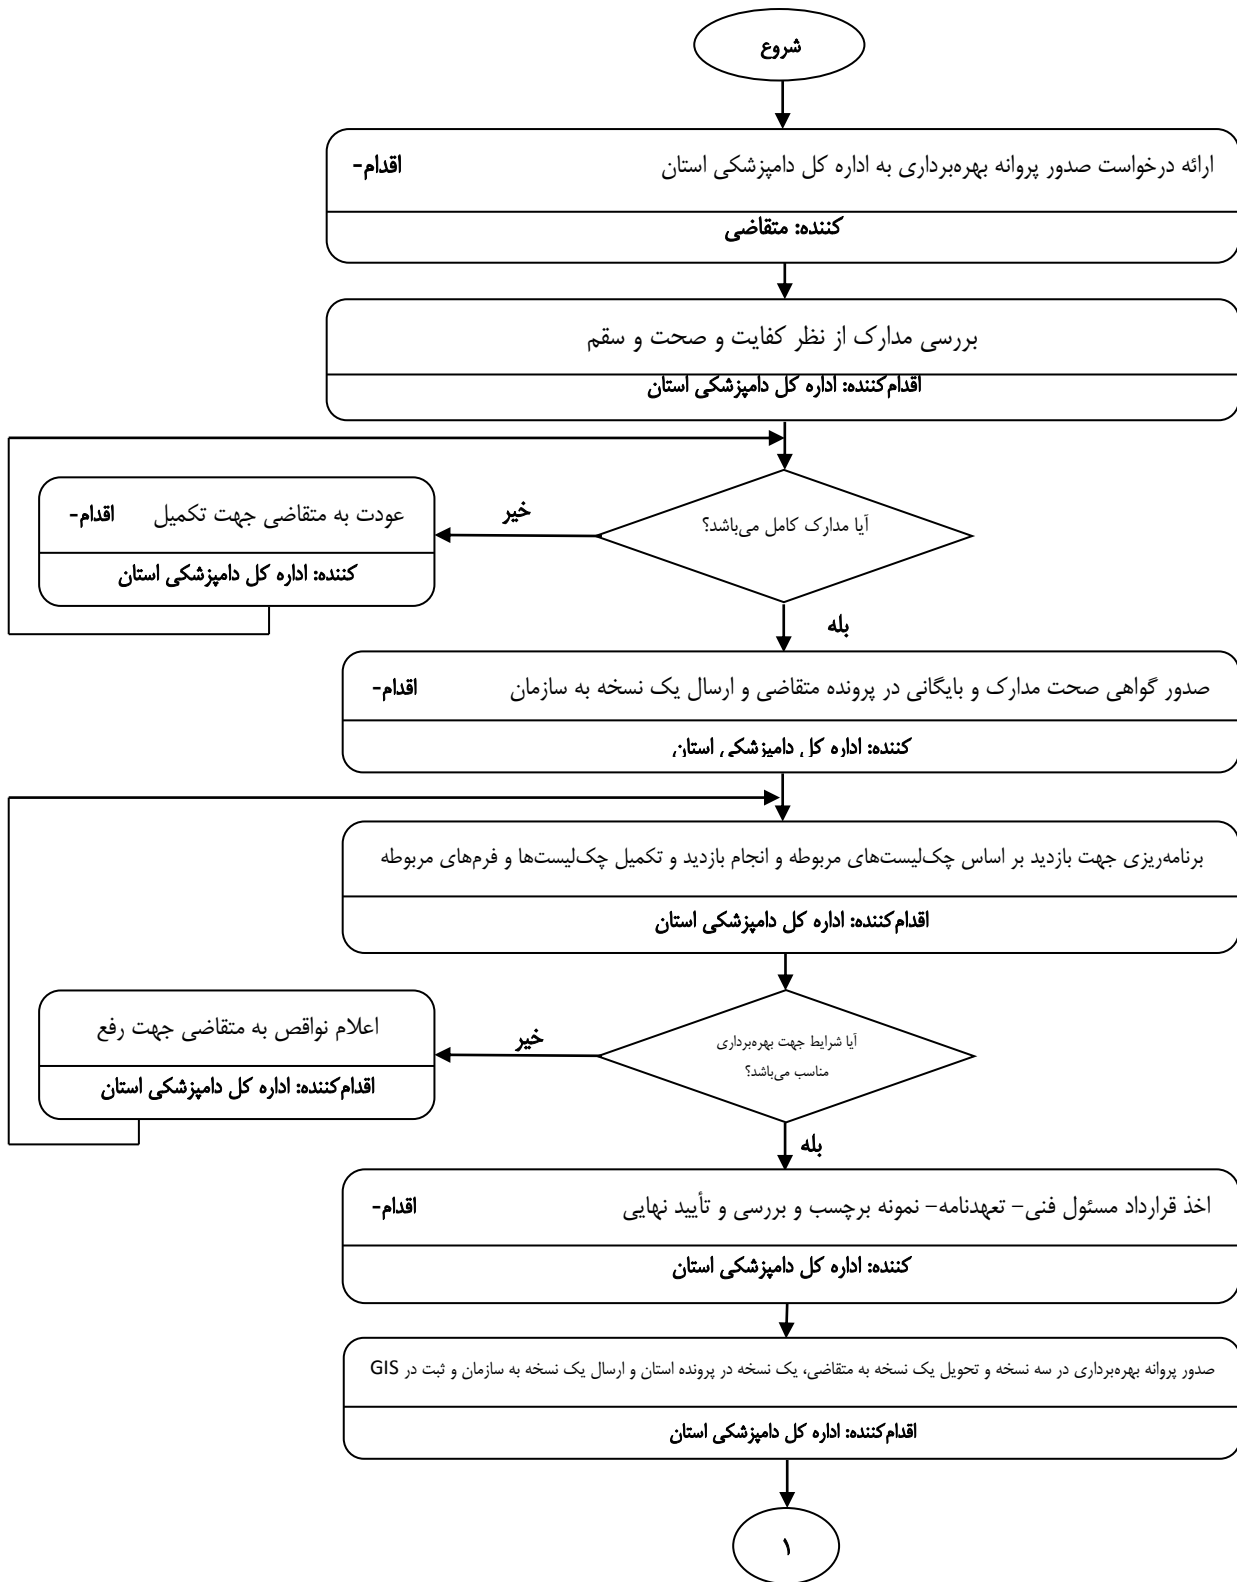 شروع
ارائه درخواست صدور پروانه بهره‌برداری به اداره کل دامپزشکی استان اقدام-
کننده: متقاضی
بررسی مدارک از نظر کفایت و صحت و سقم
اقدام‌کننده: اداره کل دامپزشکی استان
آیا مدارک کامل می‌باشد؟
خیر
عودت به متقاضی جهت تکمیل اقدام-
کننده: اداره کل دامپزشکی استان
بله
صدور گواهی صحت مدارک و بایگانی در پرونده متقاضی و ارسال یک نسخه به سازمان اقدام-
کننده: اداره کل دامپزشکی استان
برنامه‌ریزی جهت بازدید بر اساس چک‌لیست‌های مربوطه و انجام بازدید و تکمیل چک‌لیست‌ها و فرم‌های مربوطه
اقدام‌کننده: اداره کل دامپزشکی استان
آیا شرایط جهت بهره‌برداری
مناسب می‌باشد؟
خیر
اعلام نواقص به متقاضی جهت رفع
اقدام‌کننده: اداره کل دامپزشکی استان
بله
اخذ قرارداد مسئول فنی- تعهدنامه- نمونه برچسب و بررسی و تأیید نهایی اقدام-
کننده: اداره کل دامپزشکی استان
صدور پروانه بهره‌برداری در سه نسخه و تحویل یک نسخه به متقاضی، یک نسخه در پرونده استان و ارسال یک نسخه به سازمان و ثبت در GIS
اقدام‌کننده: اداره کل دامپزشکی استان
۱